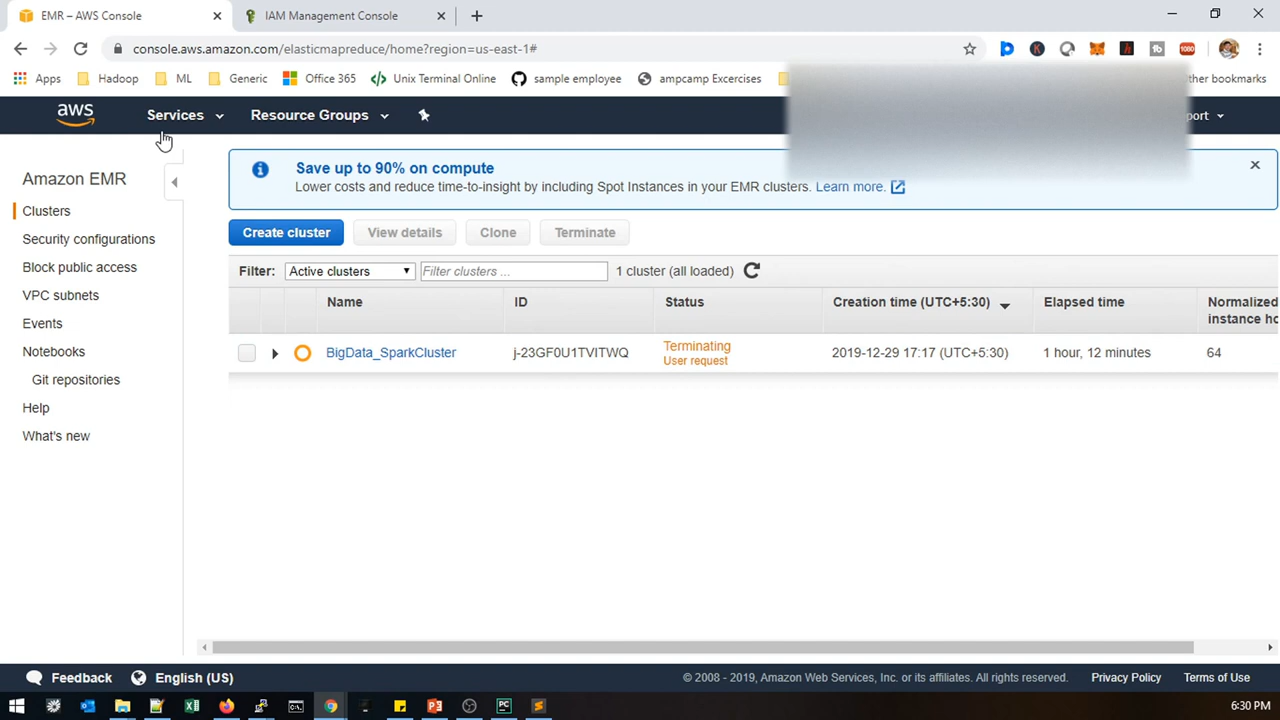 EMR – AWS Console
IAM Management Console
console.aws.amazon.com/elasticmapreduce/home?region=us-east-1#
1080
Apps
Hadoop
ML
Generic
Office 365
Unix Terminal Online
sample employee
ampcamp Excercises
ther bookmarks
aws
Services
Resource Groups
port
Amazon EMR
Clusters
Security configurations
Block public access
VPC subnets
Events
Notebooks
Git repositories
Help
What's new
Save up to 90% on compute
Lower costs and reduce time-to-insight by including Spot Instances in your EMR clusters. Learn more.
Create cluster
View details
Clone
Terminate
Filter:
Active clusters
Filter clusters ...
1 cluster (all loaded)
Name
ID
Status
Creation time (UTC+5:30)
Elapsed time
Normalized
instance ho
BigData_SparkCluster
j-23GF0U1TVITWQ
Terminating
User request
2019-12-29 17:17 (UTC+5:30)
1 hour, 12 minutes
64
Feedback
English (US)
© 2008 - 2019, Amazon Web Services, Inc. or its affiliates. All rights reserved.
Privacy Policy
Terms of Use
6:30 PM